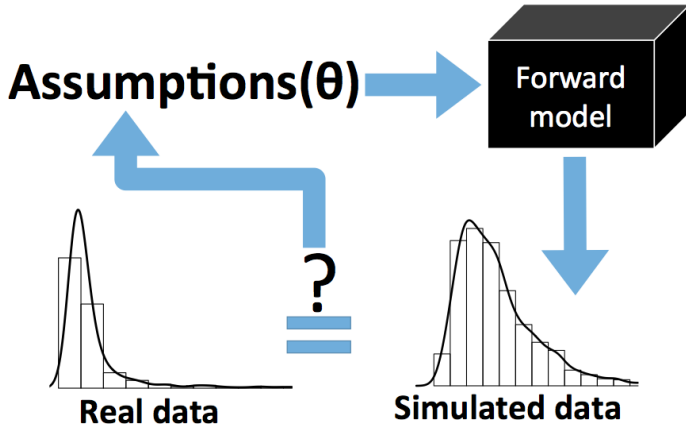 Assumptions(θ)
Forward
model
?
Real data
Simulated data